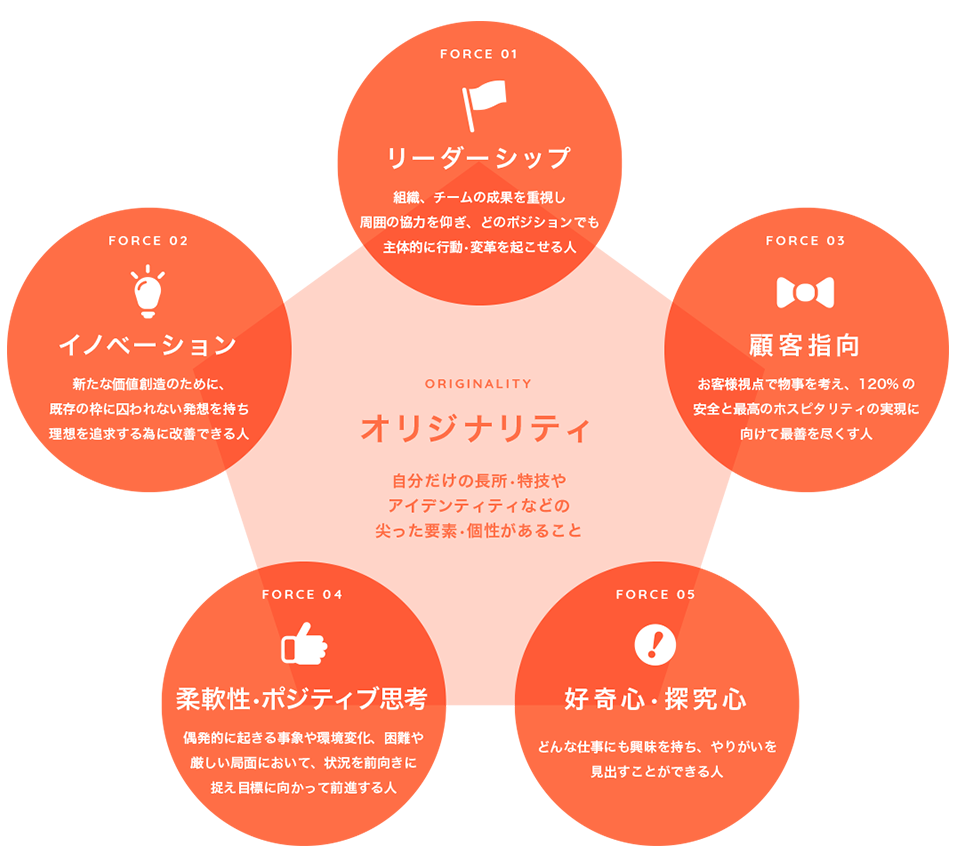 FORCE 01
リーダーシップ
組織、チームの成果を重視し
周囲の協力を仰ぎ、どのポジションでも
主体的に行動・変革を起こせる人
FORCE 02
イノベーション
新たな価値創造のために、
既存の枠に囚われない発想を持ち
理想を追求する為に改善できる人
FORCE 03
顧客指向
お客様視点で物事を考え、120% の
安全と最高のホスピタリティの実現に
向けて最善を尽くす人
ORIGINALITY
オリジナリティ
自分だけの長所・特技や
アイデンティティなどの
尖った要素・個性があること
FORCE 04
柔軟性・ポジティブ思考
偶発的に起きる事象や環境変化、困難や
厳しい局面において、状況を前向きに
捉え目標に向かって前進する人
FORCE 05
好奇心・探究心
どんな仕事にも興味を持ち、やりがいを
見出すことができる人